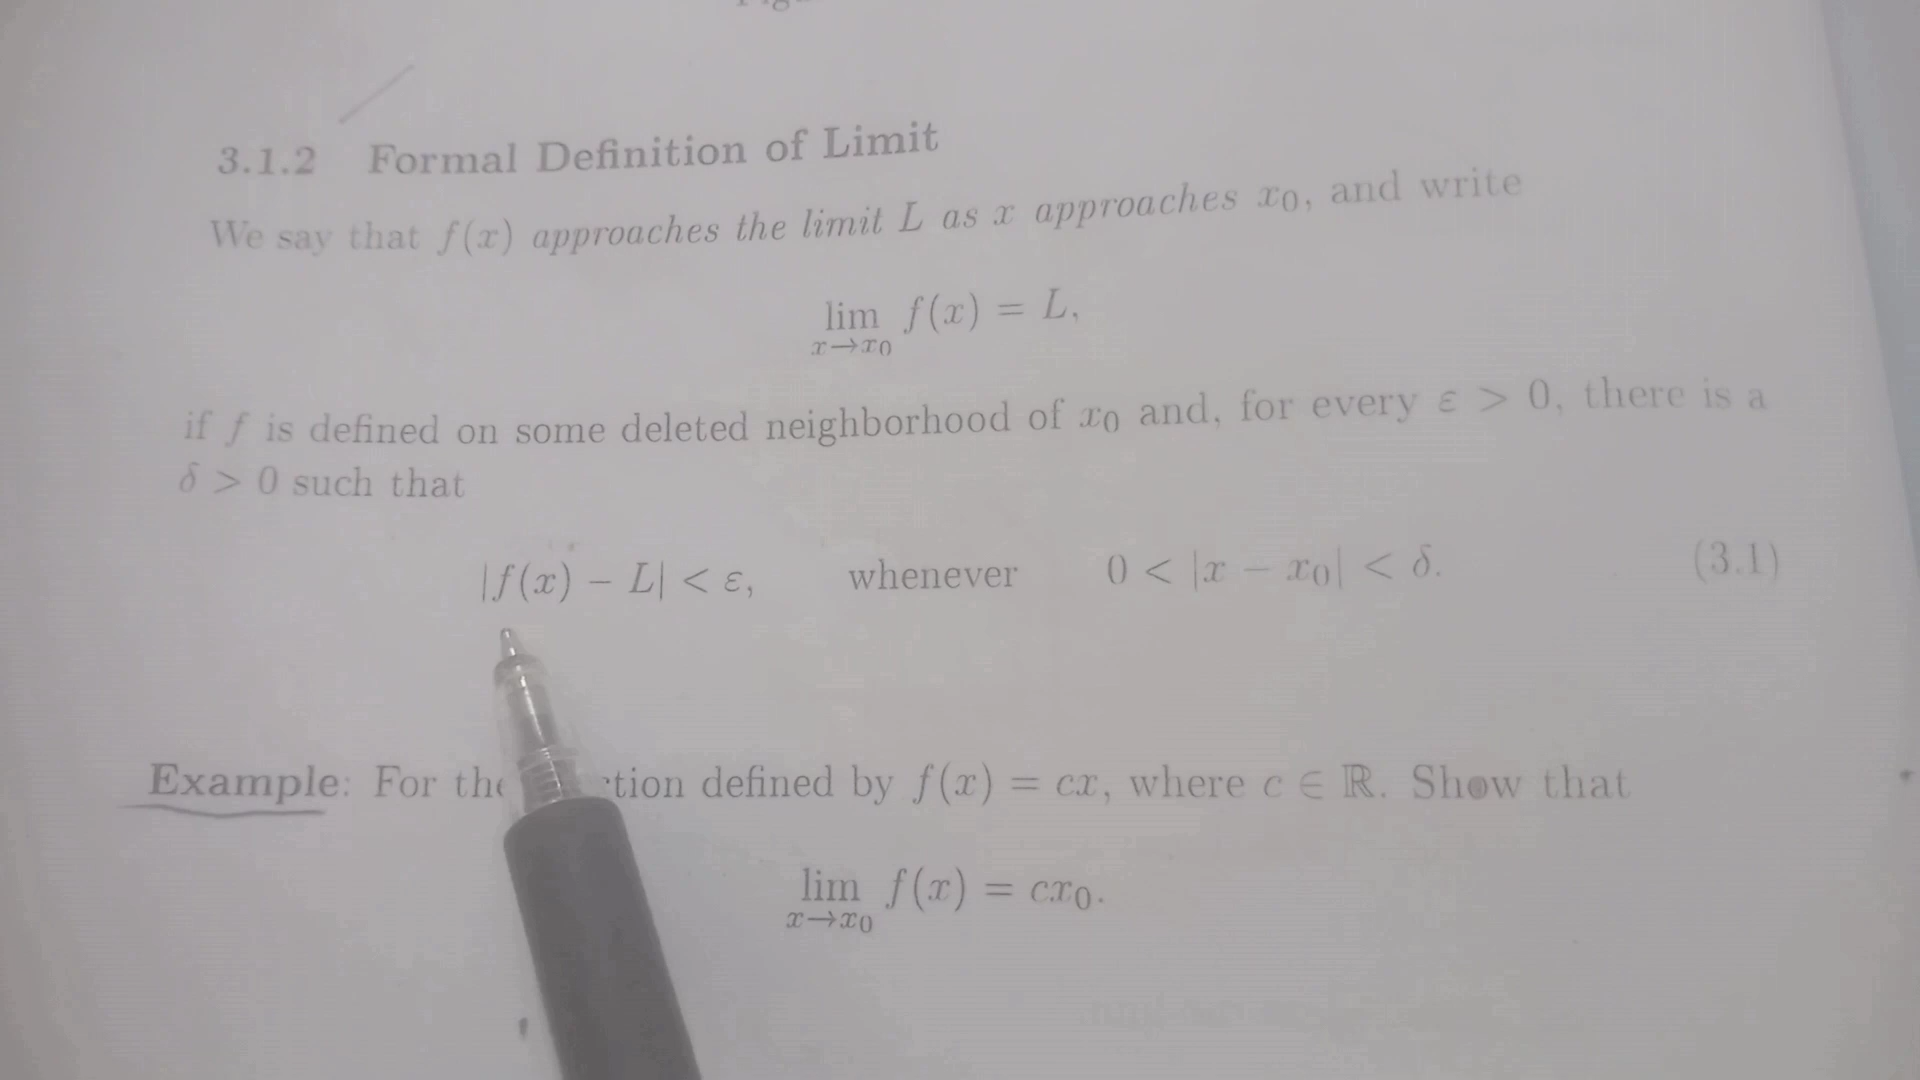 3.1.2 Formal Definition of Limit
We say that f(x) approaches the limit L as x approaches x₀, and write
lim f(x) = L,
x→x₀
if f is defined on some deleted neighborhood of x₀ and, for every ε > 0, there is a
δ > 0 such that
|f(x) − L| < ε, whenever 0 < |x − x₀| < δ. (3.1)
Example: For the tion defined by f(x) = cx, where c ∈ ℝ. Show that
lim f(x) = cx₀.
x→x₀